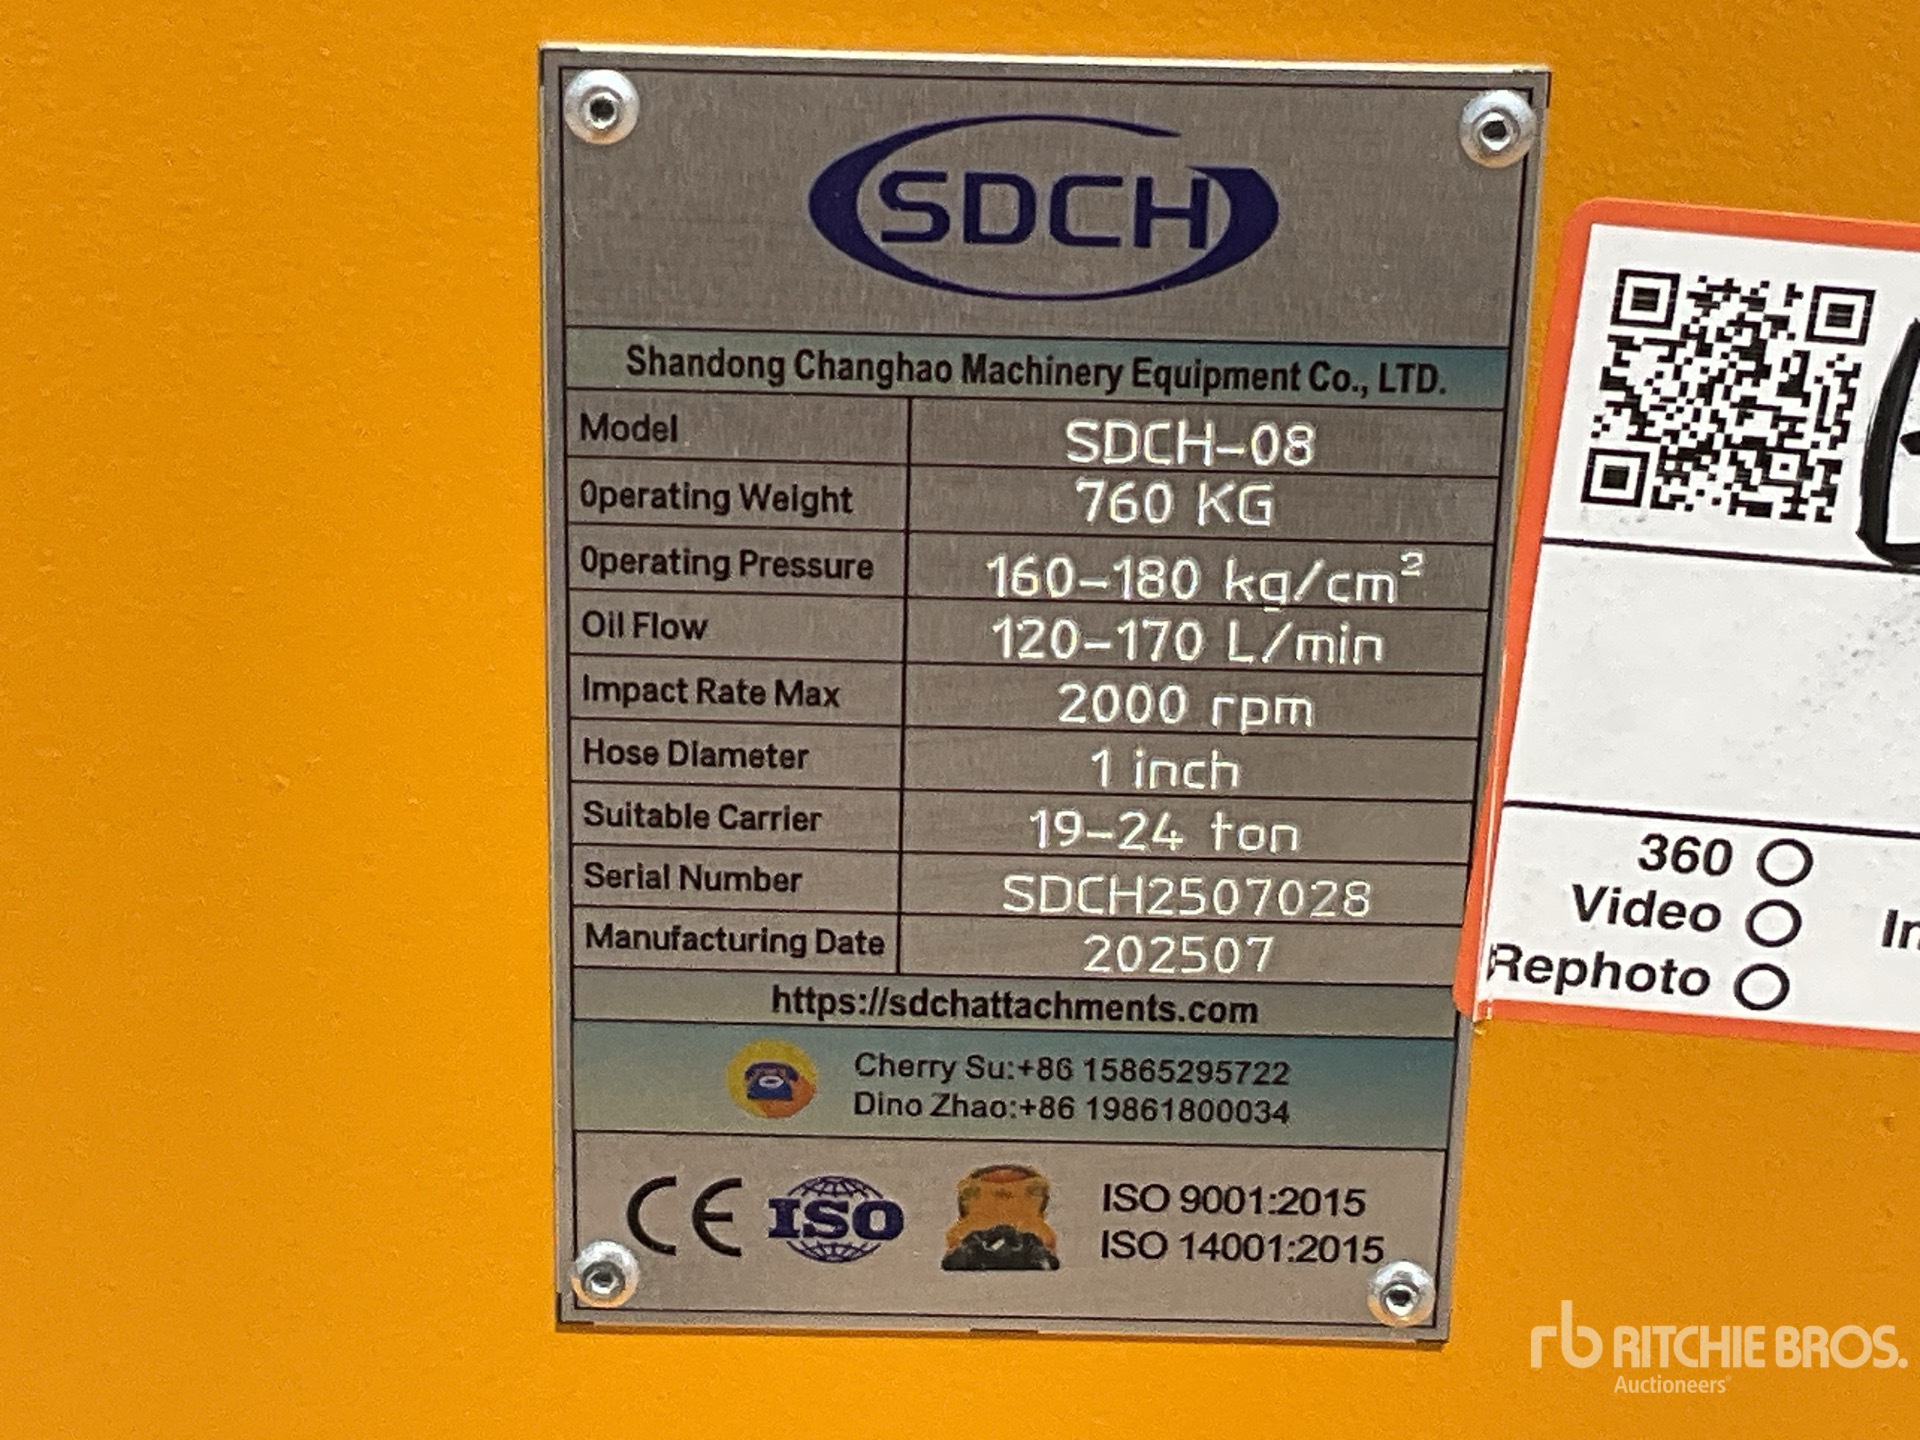 SDCH
Shandong Changhao Machinery Equipment Co., LTD.
Model SDCH-08
Operating Weight 760 KG
Operating Pressure 160-180 kg/cm²
Oil Flow 120-170 L/min
Impact Rate Max 2000 rpm
Hose Diameter 1 inch
Suitable Carrier 19-24 ton
Serial Number SDCH2507028
Manufacturing Date 202507
https://sdchattachments.com
Cherry Su:+86 15865295722
Dino Zhao:+86 19861800034
CE ISO
ISO 9001:2015
ISO 14001:2015
360
Video
Rephoto
rb RITCHIE BROS.
Auctioneers